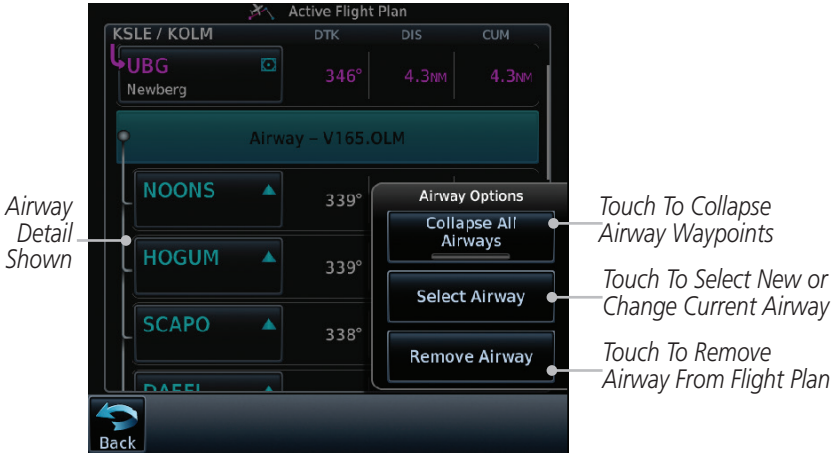 Active Flight Plan
KSLE / KOLM DTK DIS CUM
UBG 346° 4.3NM 4.3NM
Newberg
Airway – V165.OLM
NOONS 339°
HOGUM 339°
SCAPO 338°
Airway Options
Collapse All
Airways
Select Airway
Remove Airway
Back
Airway
Detail
Shown
Touch To Collapse
Airway Waypoints
Touch To Select New or
Change Current Airway
Touch To Remove
Airway From Flight Plan